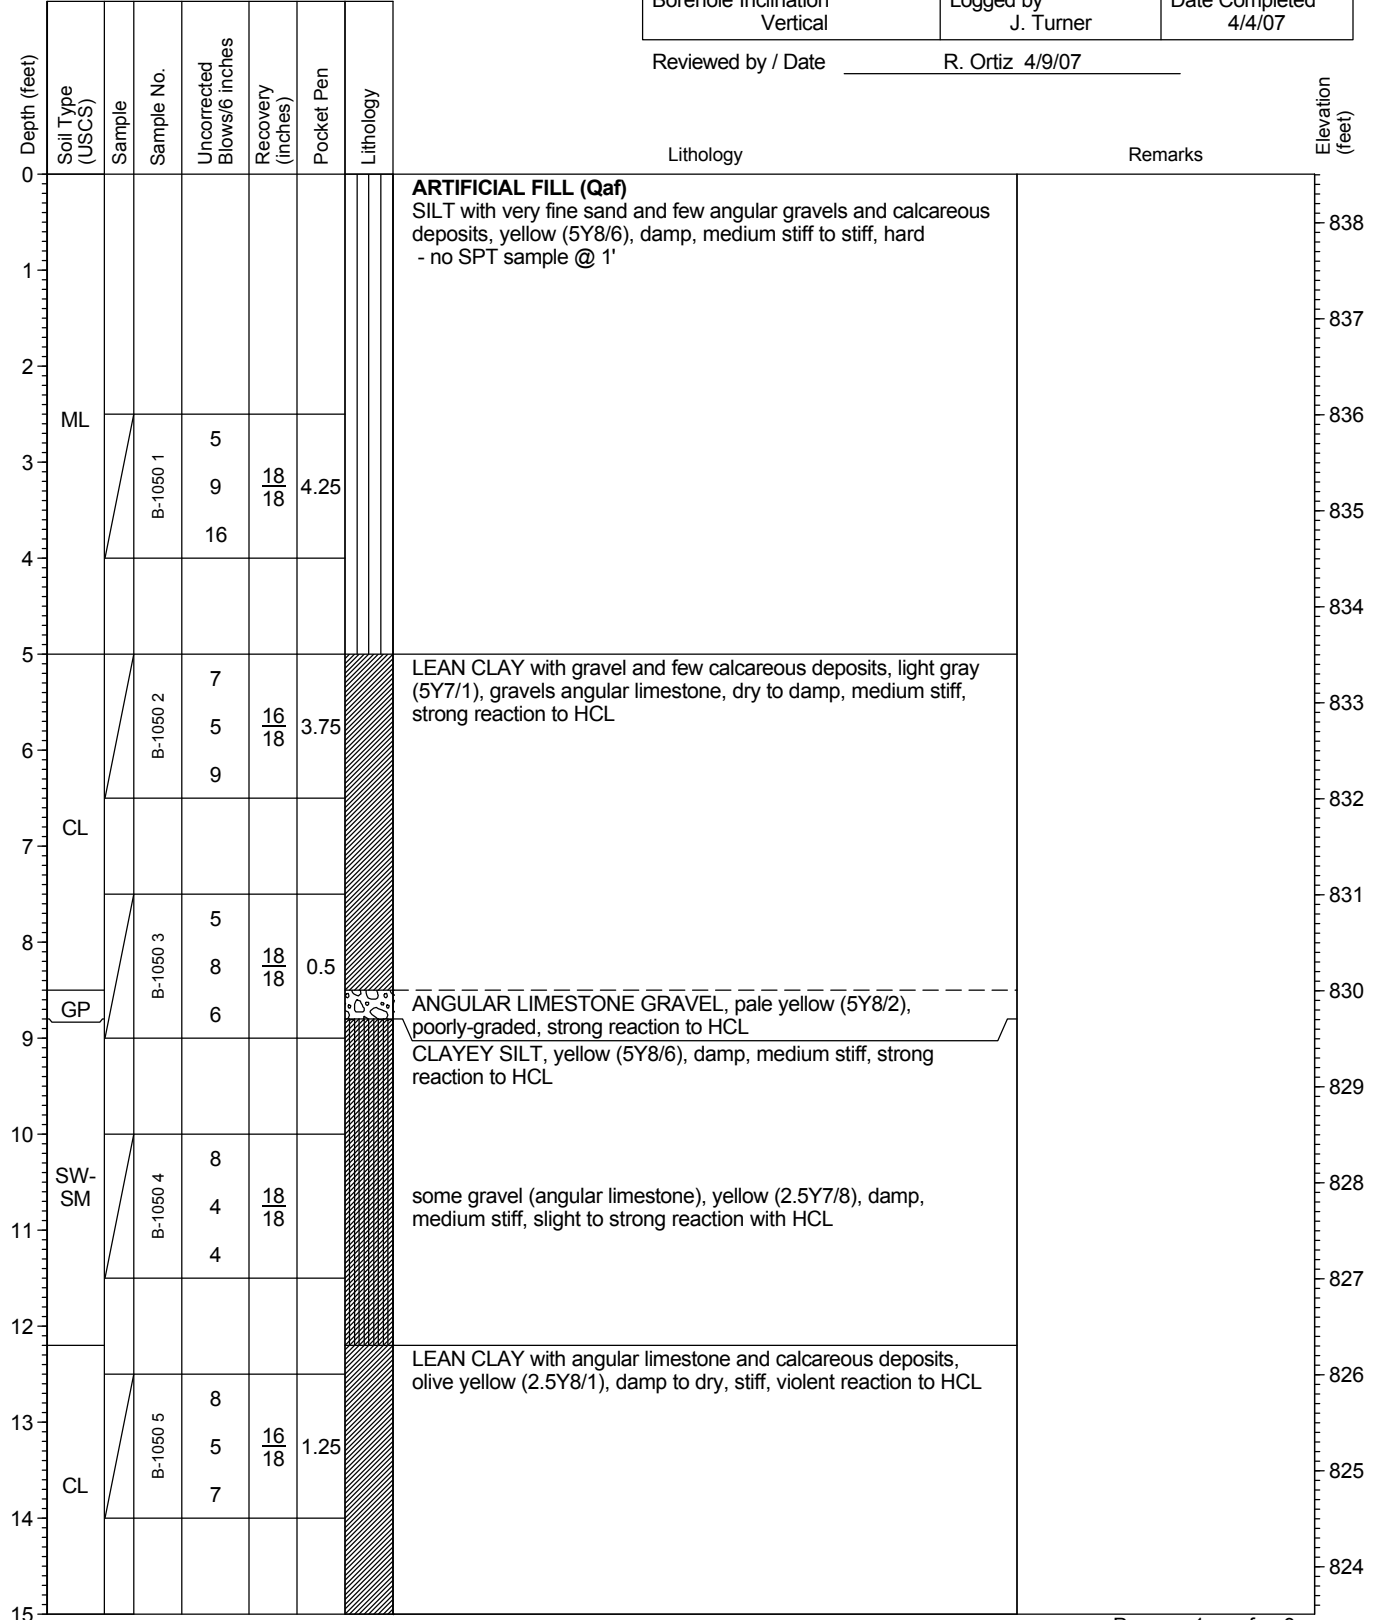 Borehole Inclination
Vertical
Logged by
J. Turner
Date Completed
4/4/07
Reviewed by / Date R. Ortiz 4/9/07
Depth (feet)
Soil Type
(USCS)
Sample
Sample No.
Uncorrected
Blows/6 inches
Recovery
(inches)
Pocket Pen
Lithology
Lithology
Remarks
Elevation
(feet)
0
ARTIFICIAL FILL (Qaf)
SILT with very fine sand and few angular gravels and calcareous
deposits, yellow (5Y8/6), damp, medium stiff to stiff, hard
- no SPT sample @ 1'
838
1
837
2
836
ML
B-1050 1
5
9
16
18
18
4.25
3
835
4
834
5
LEAN CLAY with gravel and few calcareous deposits, light gray
(5Y7/1), gravels angular limestone, dry to damp, medium stiff,
strong reaction to HCL
B-1050 2
7
5
9
16
18
3.75
833
6
832
CL
7
831
B-1050 3
5
8
6
18
18
0.5
8
830
GP
ANGULAR LIMESTONE GRAVEL, pale yellow (5Y8/2),
poorly-graded, strong reaction to HCL
9
CLAYEY SILT, yellow (5Y8/6), damp, medium stiff, strong
reaction to HCL
829
10
SW-
SM
B-1050 4
8
4
4
18
18
some gravel (angular limestone), yellow (2.5Y7/8), damp,
medium stiff, slight to strong reaction with HCL
828
11
827
12
LEAN CLAY with angular limestone and calcareous deposits,
olive yellow (2.5Y8/1), damp to dry, stiff, violent reaction to HCL
826
B-1050 5
8
5
7
16
18
1.25
13
825
CL
14
824
15